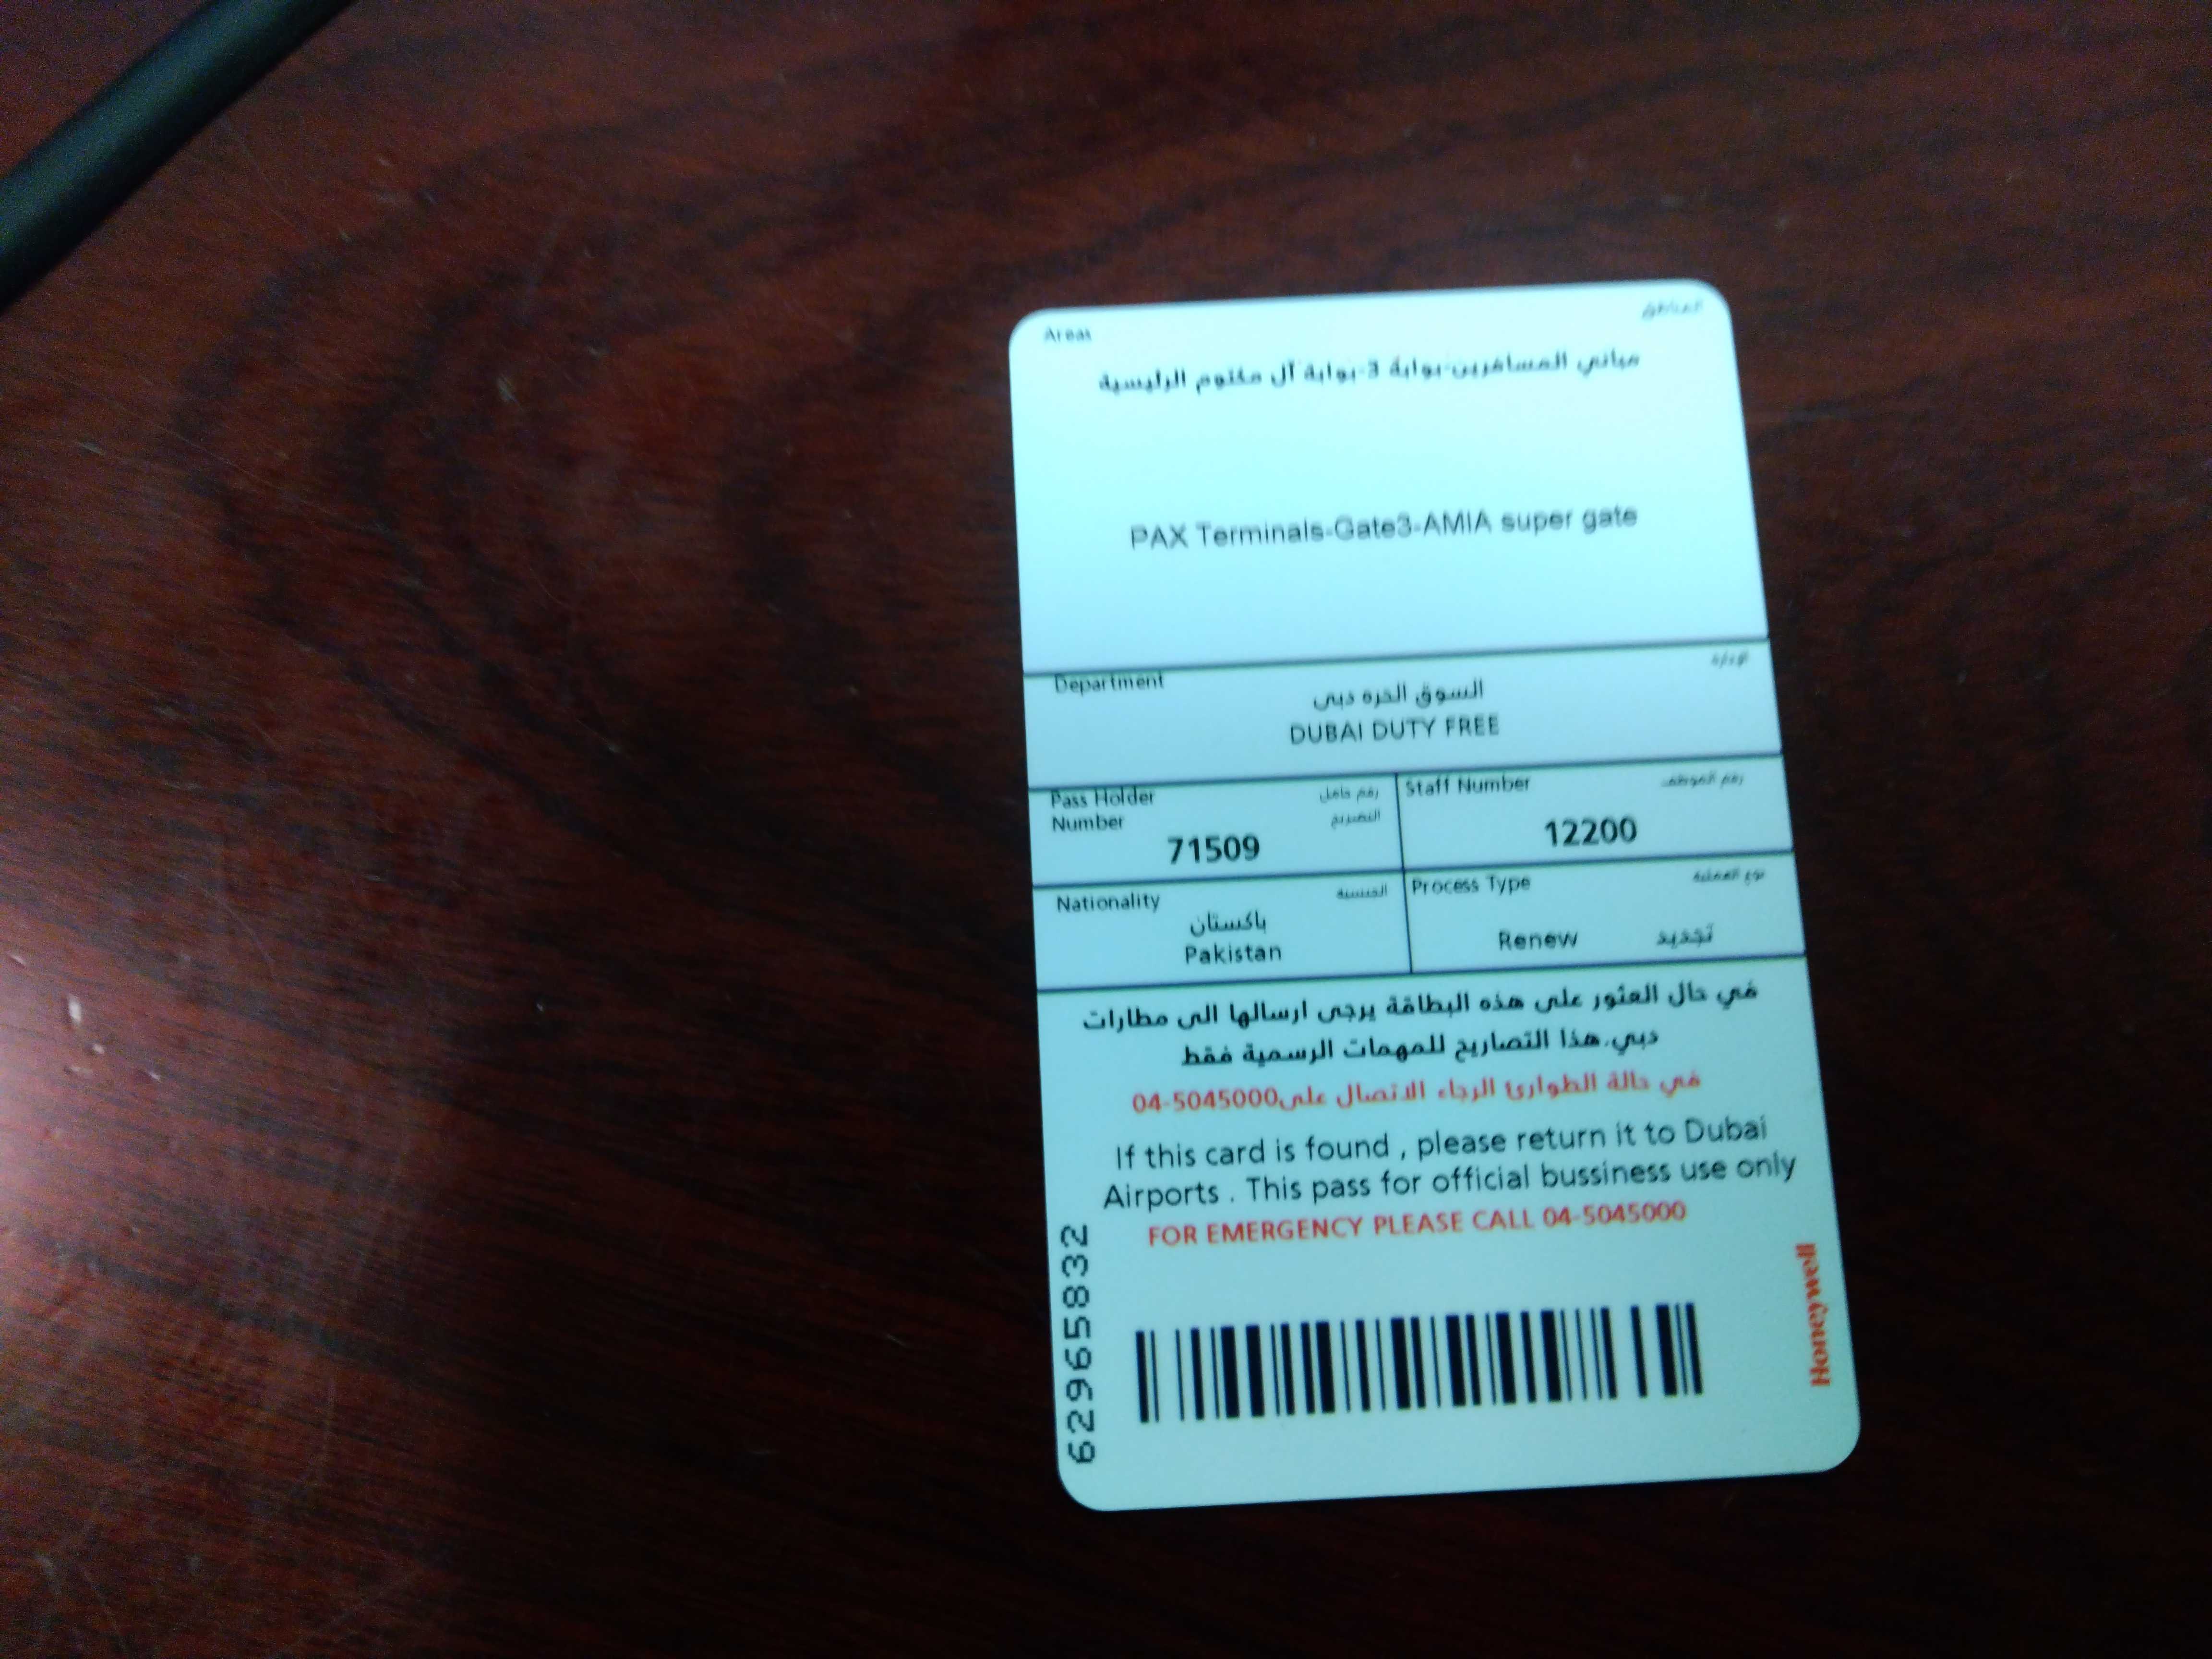 Areas المناطق
مباني المسافرين-بوابة 3-بوابة آل مكتوم الرئيسية
PAX Terminals-Gate3-AMIA super gate
Department الإدارة
السوق الحره دبى
DUBAI DUTY FREE
Pass Holder Number رقم حامل التصريح
71509
Staff Number رقم الموظف
12200
Nationality الجنسية
باكستان
Pakistan
Process Type نوع العملية
Renew تجديد
في حال العثور على هذه البطاقة يرجى ارسالها الى مطارات
دبي.هذا التصاريح للمهمات الرسمية فقط
في حالة الطوارئ الرجاء الاتصال على04-5045000
If this card is found , please return it to Dubai
Airports . This pass for official bussiness use only
FOR EMERGENCY PLEASE CALL 04-5045000
62965832
Honeywell